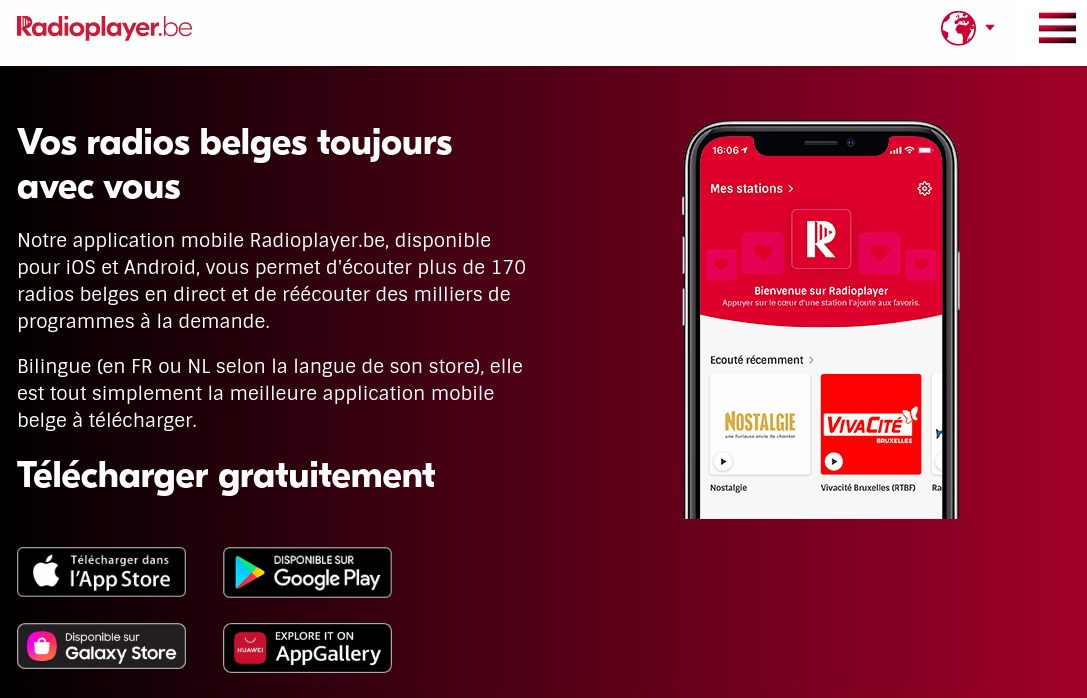 Radioplayer.be
Vos radios belges toujours
avec vous
Notre application mobile Radioplayer.be, disponible
pour iOS et Android, vous permet d'écouter plus de 170
radios belges en direct et de réécouter des milliers de
programmes à la demande.
Bilingue (en FR ou NL selon la langue de son store), elle
est tout simplement la meilleure application mobile
belge à télécharger.
Télécharger gratuitement
Télécharger dans
l'App Store
DISPONIBLE SUR
Google Play
Disponible sur
Galaxy Store
HUAWEI
EXPLORE IT ON
AppGallery
16:06
Mes stations
R
Bienvenue sur Radioplayer
Appuyer sur le cœur d'une station l'ajoute aux favoris.
Ecouté récemment
NOSTALGIE
une furieuse envie de chanter
VIVACITÉ
BRUXELLES
Nostalgie
Vivacité Bruxelles (RTBF)
Ra